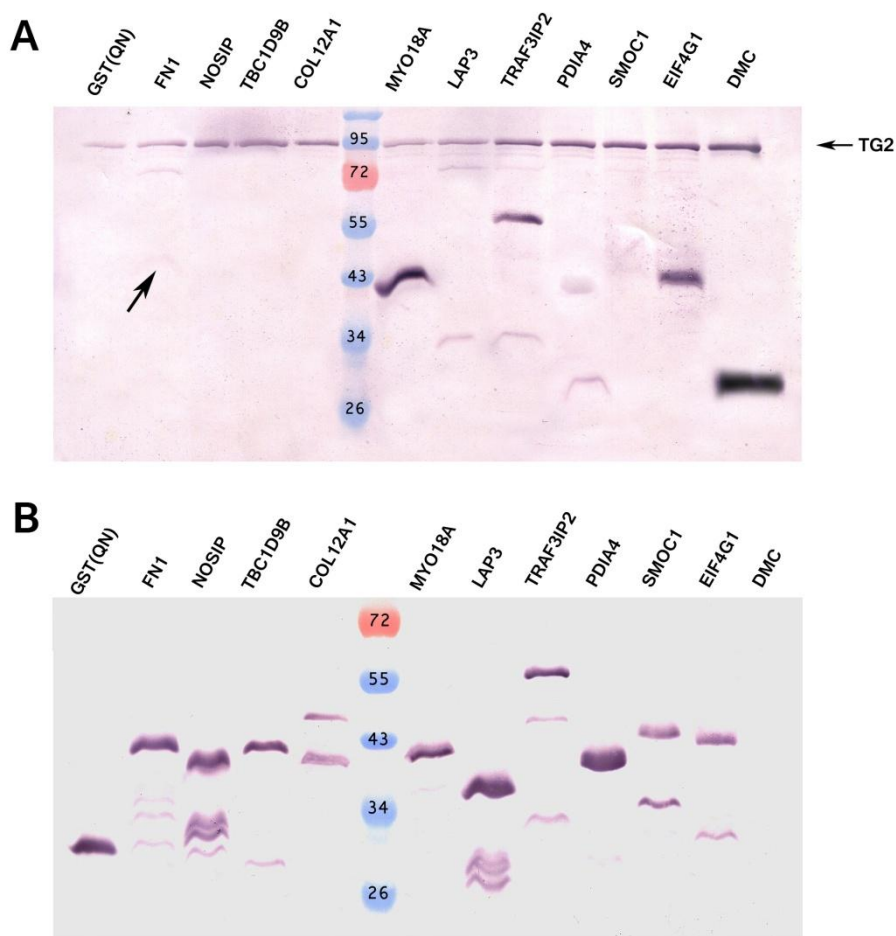 A
GST(QN) FN1 NOSIP TBC1D9B COL12A1 MYO18A LAP3 TRAF3IP2 PDIA4 SMOC1 EIF4G1 DMC
95
TG2
72
55
43
34
26
B
GST(QN) FN1 NOSIP TBC1D9B COL12A1 MYO18A LAP3 TRAF3IP2 PDIA4 SMOC1 EIF4G1 DMC
72
55
43
34
26